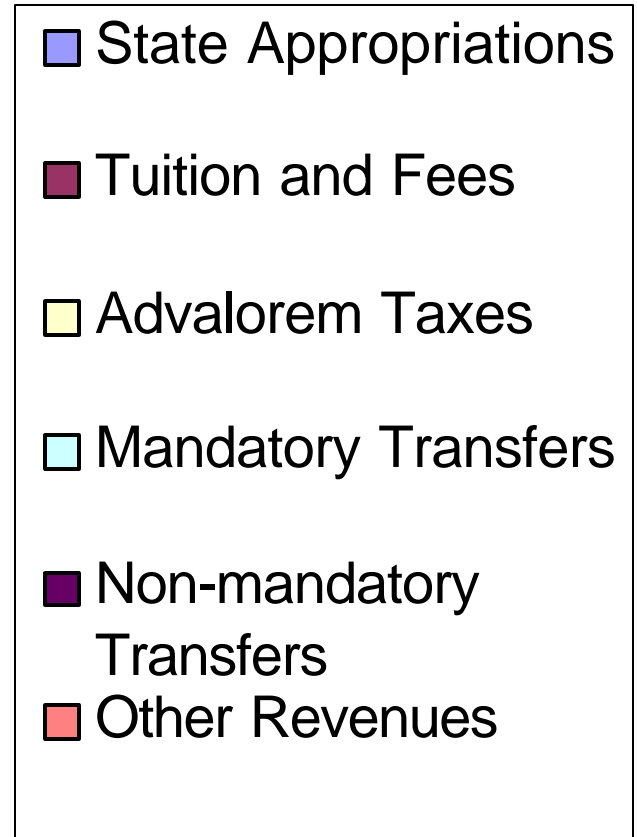 State Appropriations
Tuition and Fees
Advalorem Taxes
Mandatory Transfers
Non-mandatory
Transfers
Other Revenues